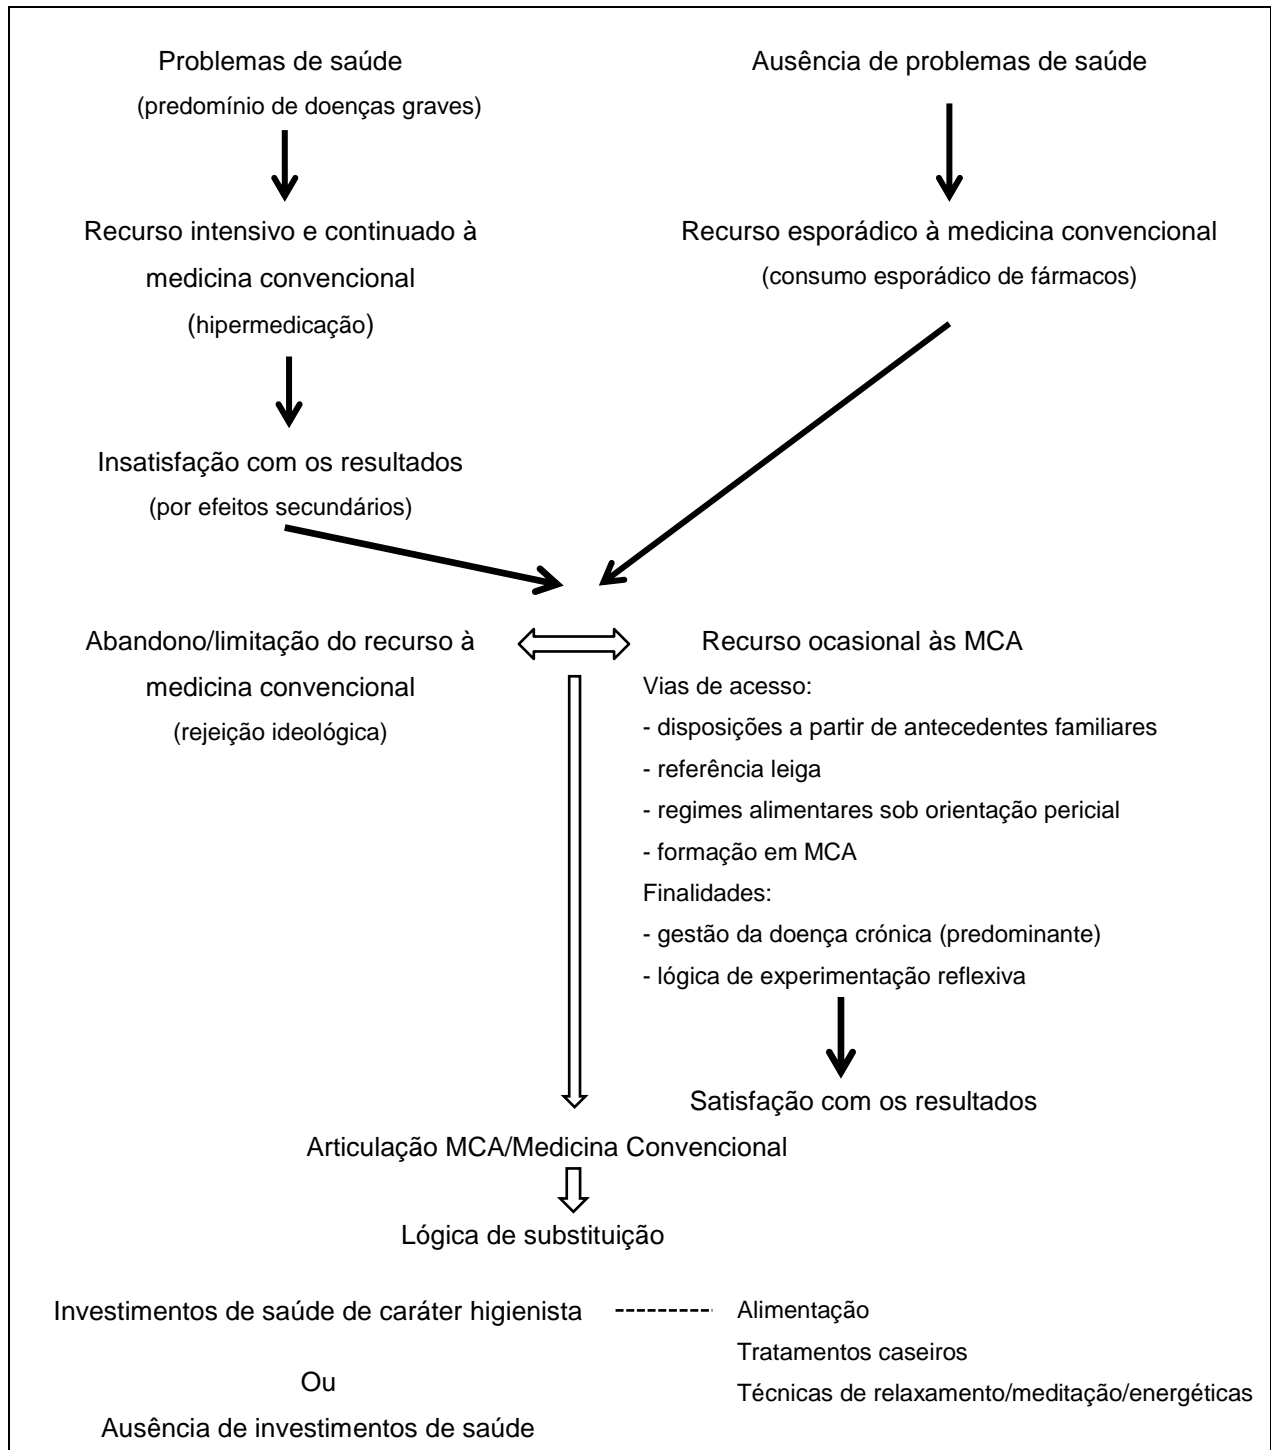 Problemas de saúde
(predomínio de doenças graves)
Ausência de problemas de saúde
Recurso intensivo e continuado à
medicina convencional
(hipermedicação)
Recurso esporádico à medicina convencional
(consumo esporádico de fármacos)
Insatisfação com os resultados
(por efeitos secundários)
Abandono/limitação do recurso à
medicina convencional
(rejeição ideológica)
Recurso ocasional às MCA
Vias de acesso:
- disposições a partir de antecedentes familiares
- referência leiga
- regimes alimentares sob orientação pericial
- formação em MCA
Finalidades:
- gestão da doença crónica (predominante)
- lógica de experimentação reflexiva
Satisfação com os resultados
Articulação MCA/Medicina Convencional
Lógica de substituição
Investimentos de saúde de caráter higienista
Alimentação
Tratamentos caseiros
Técnicas de relaxamento/meditação/energéticas
Ou
Ausência de investimentos de saúde